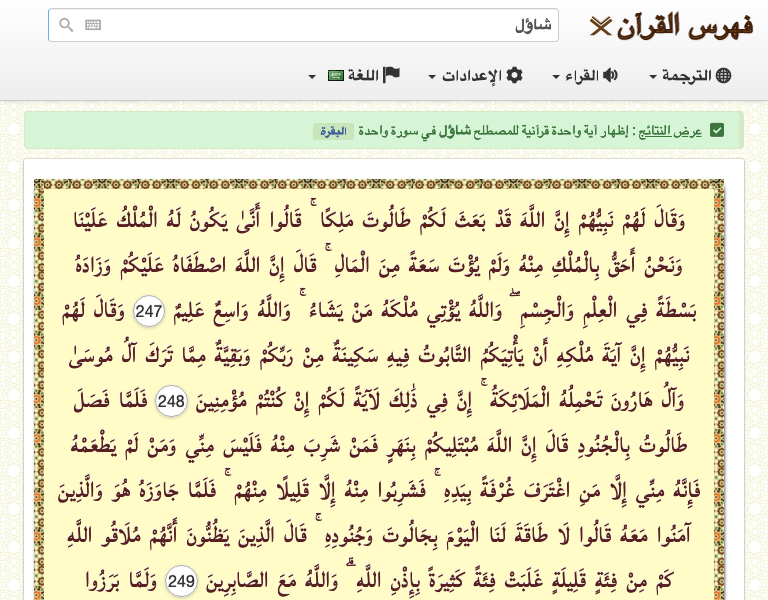 فهرس القرآن
شاؤل
الترجمة
القراء
الإعدادات
اللغة
عرض النتائج : إظهار آية واحدة قرآنية للمصطلح شاؤل في سورة واحدة البقرة
وَقَالَ لَهُمْ نَبِيُّهُمْ إِنَّ اللَّهَ قَدْ بَعَثَ لَكُمْ طَالُوتَ مَلِكًا ۚ قَالُوا أَنَّىٰ يَكُونُ لَهُ الْمُلْكُ عَلَيْنَا
وَنَحْنُ أَحَقُّ بِالْمُلْكِ مِنْهُ وَلَمْ يُؤْتَ سَعَةً مِنَ الْمَالِ ۚ قَالَ إِنَّ اللَّهَ اصْطَفَاهُ عَلَيْكُمْ وَزَادَهُ
بَسْطَةً فِي الْعِلْمِ وَالْجِسْمِ ۖ وَاللَّهُ يُؤْتِي مُلْكَهُ مَنْ يَشَاءُ ۚ وَاللَّهُ وَاسِعٌ عَلِيمٌ 247 وَقَالَ لَهُمْ
نَبِيُّهُمْ إِنَّ آيَةَ مُلْكِهِ أَنْ يَأْتِيَكُمُ التَّابُوتُ فِيهِ سَكِينَةٌ مِنْ رَبِّكُمْ وَبَقِيَّةٌ مِمَّا تَرَكَ آلُ مُوسَىٰ
وَآلُ هَارُونَ تَحْمِلُهُ الْمَلَائِكَةُ ۚ إِنَّ فِي ذَٰلِكَ لَآيَةً لَكُمْ إِنْ كُنْتُمْ مُؤْمِنِينَ 248 فَلَمَّا فَصَلَ
طَالُوتُ بِالْجُنُودِ قَالَ إِنَّ اللَّهَ مُبْتَلِيكُمْ بِنَهَرٍ فَمَنْ شَرِبَ مِنْهُ فَلَيْسَ مِنِّي وَمَنْ لَمْ يَطْعَمْهُ
فَإِنَّهُ مِنِّي إِلَّا مَنِ اغْتَرَفَ غُرْفَةً بِيَدِهِ ۚ فَشَرِبُوا مِنْهُ إِلَّا قَلِيلًا مِنْهُمْ ۚ فَلَمَّا جَاوَزَهُ هُوَ وَالَّذِينَ
آمَنُوا مَعَهُ قَالُوا لَا طَاقَةَ لَنَا الْيَوْمَ بِجَالُوتَ وَجُنُودِهِ ۚ قَالَ الَّذِينَ يَظُنُّونَ أَنَّهُمْ مُلَاقُو اللَّهِ
كَمْ مِنْ فِئَةٍ قَلِيلَةٍ غَلَبَتْ فِئَةً كَثِيرَةً بِإِذْنِ اللَّهِ ۗ وَاللَّهُ مَعَ الصَّابِرِينَ 249 وَلَمَّا بَرَزُوا